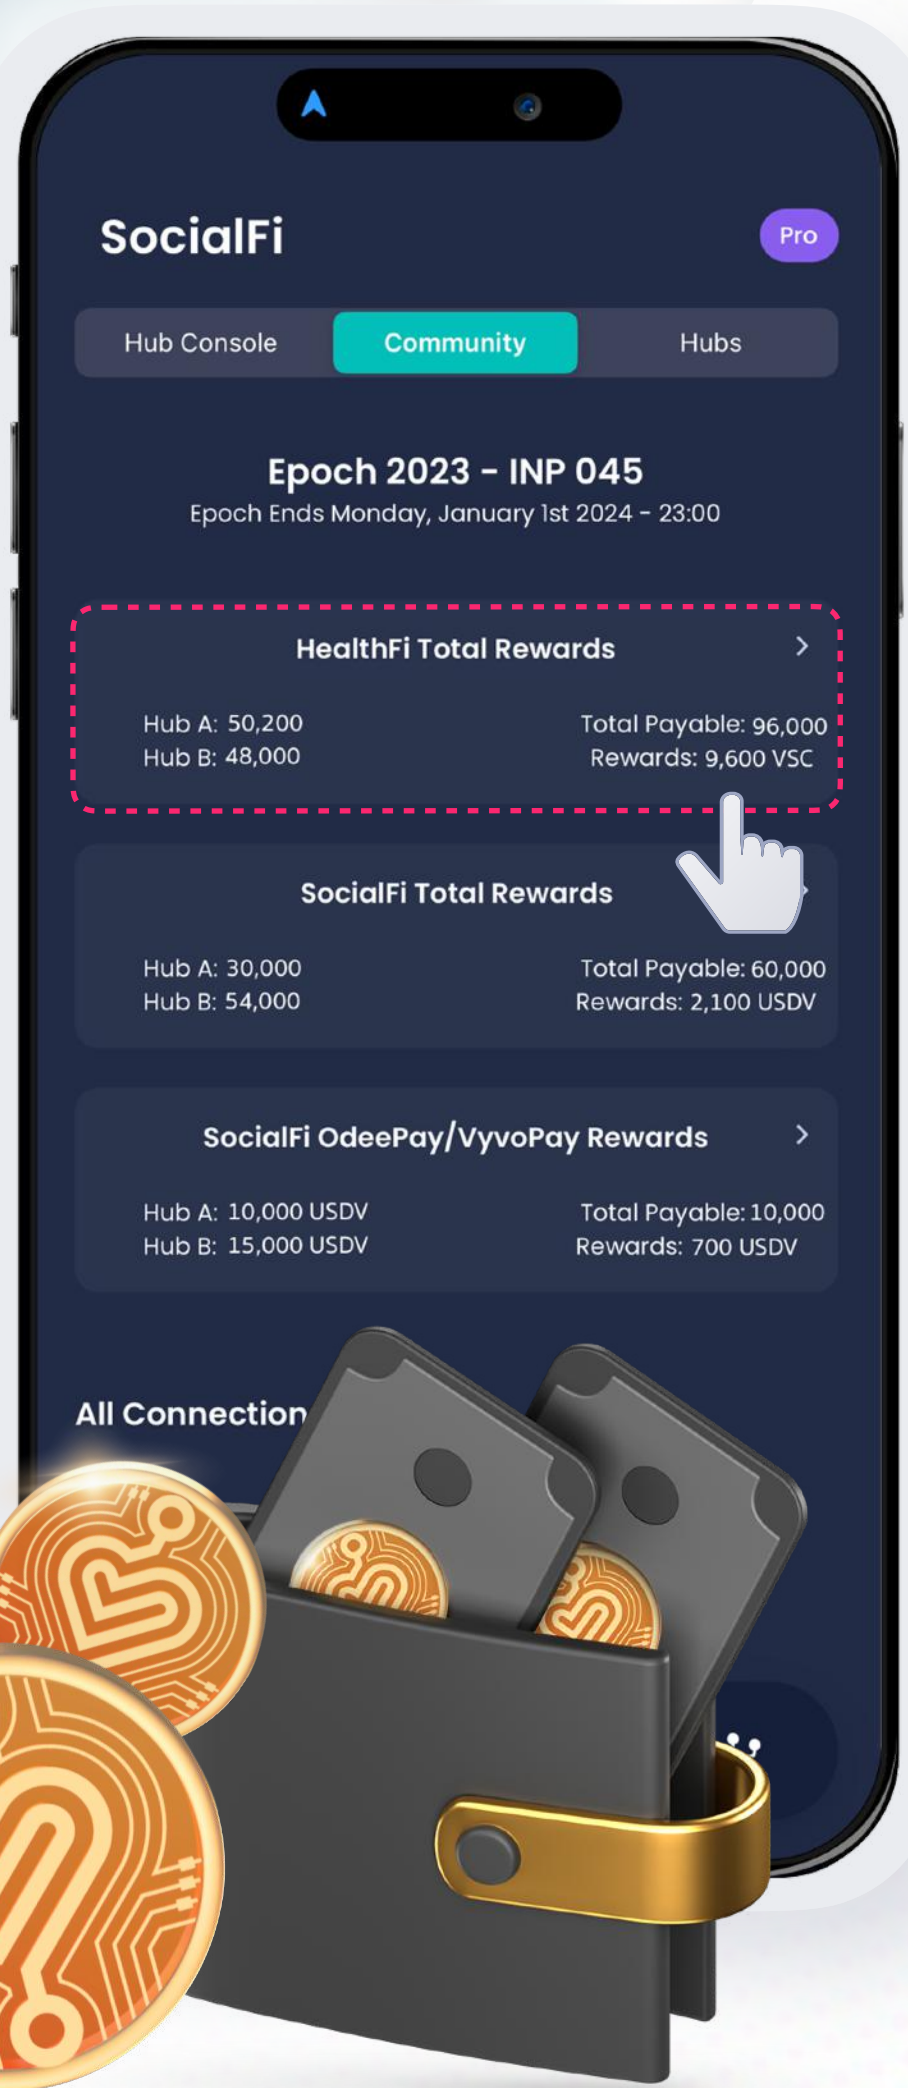 SocialFi
Pro
Hub Console
Community
Hubs
Epoch 2023 - INP 045
Epoch Ends Monday, January 1st 2024 - 23:00
HealthFi Total Rewards
Hub A: 50,200
Total Payable: 96,000
Hub B: 48,000
Rewards: 9,600 VSC
SocialFi Total Rewards
Hub A: 30,000
Total Payable: 60,000
Hub B: 54,000
Rewards: 2,100 USDV
SocialFi OdeePay/VyvoPay Rewards
Hub A: 10,000 USDV
Total Payable: 10,000
Hub B: 15,000 USDV
Rewards: 700 USDV
All Connection